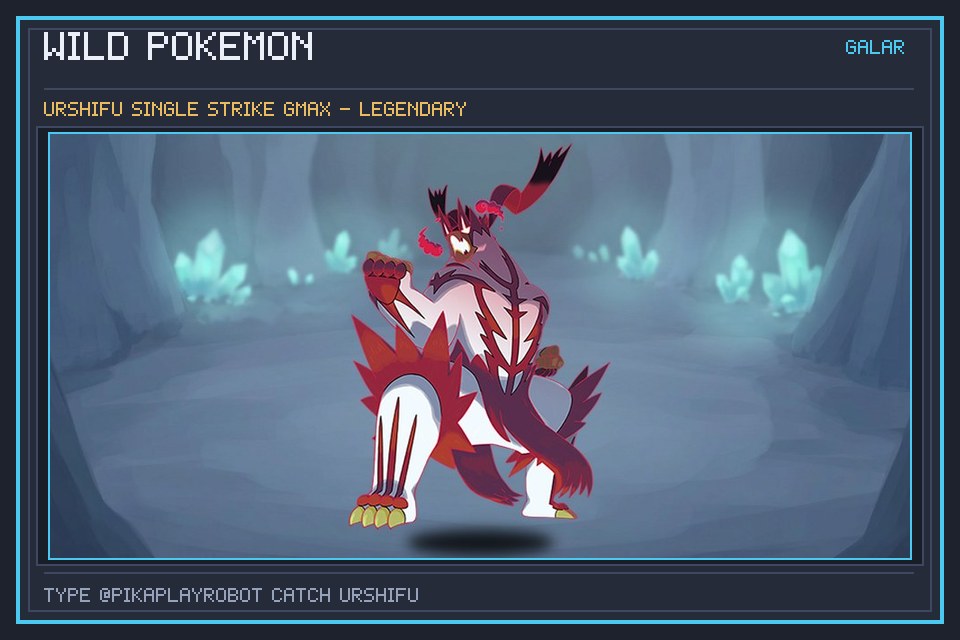 WILD POKEMON
GALAR
URSHIFU SINGLE STRIKE GMAX - LEGENDARY
TYPE @PIKAPLAYROBOT CATCH URSHIFU